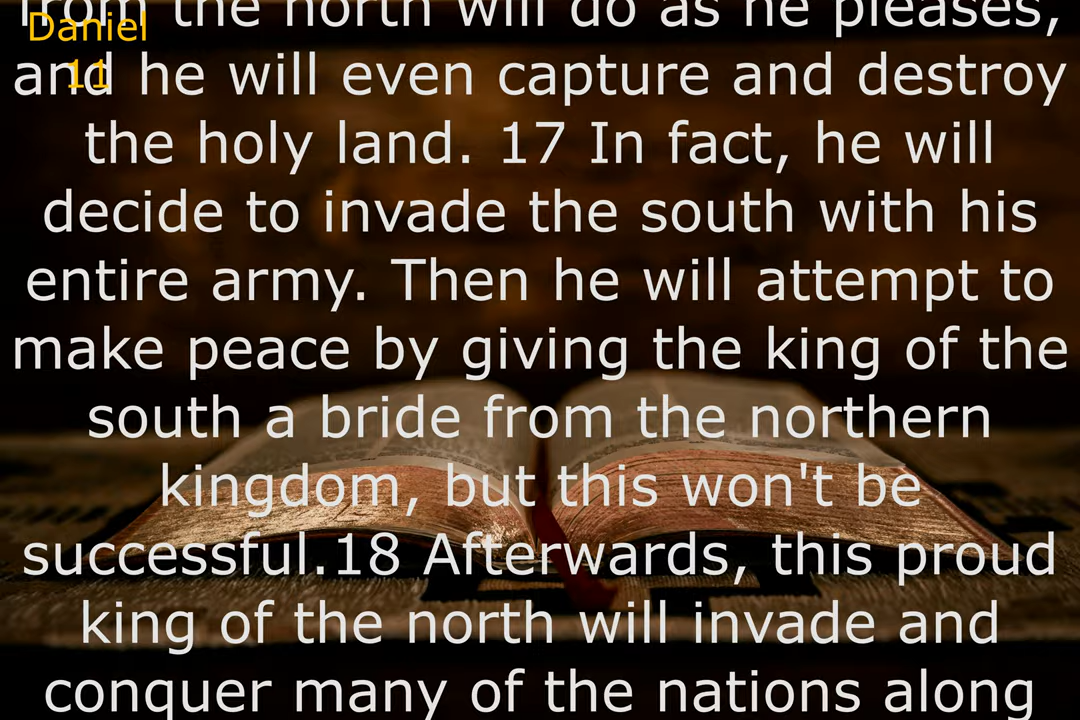 from the north will do as he pleases,
Daniel
11
and he will even capture and destroy
the holy land. 17 In fact, he will
decide to invade the south with his
entire army. Then he will attempt to
make peace by giving the king of the
south a bride from the northern
kingdom, but this won't be
successful.18 Afterwards, this proud
king of the north will invade and
conquer many of the nations along